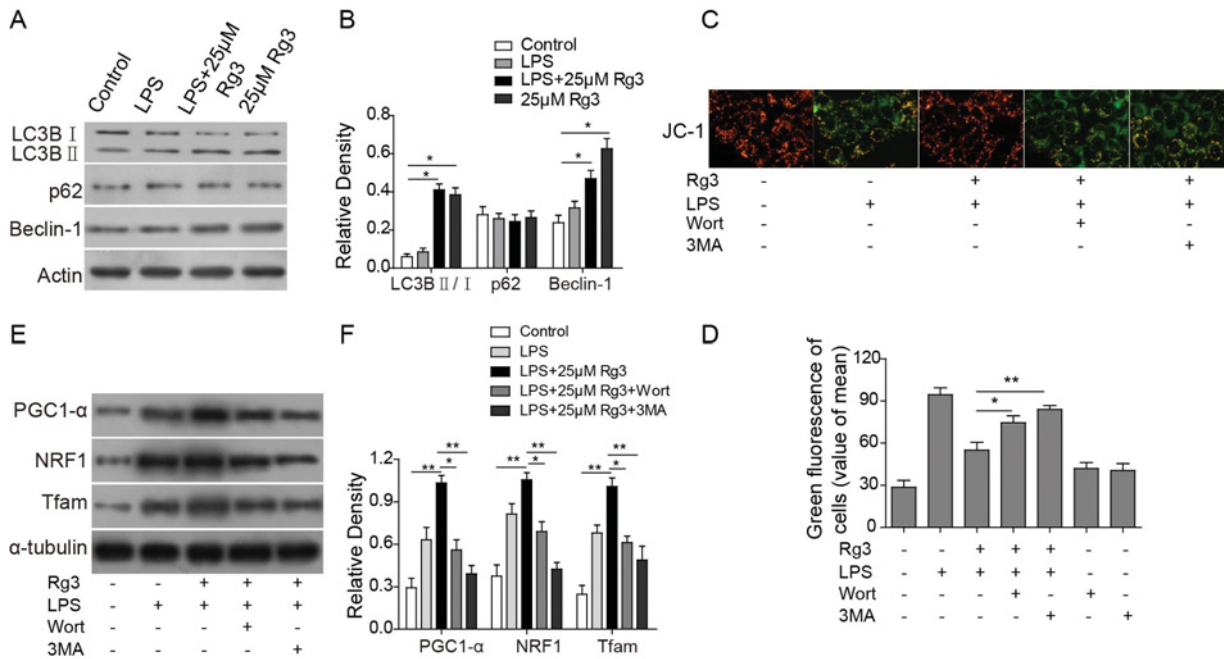 A
Control
LPS
LPS+25μM
Rg3
25μM Rg3
LC3B Ⅰ
LC3B Ⅱ
p62
Beclin-1
Actin
B
Control
LPS
LPS+25μM Rg3
25μM Rg3
Relative Density
0.8
0.6
0.4
0.2
0.0
* * * *
LC3B Ⅱ / Ⅰ p62 Beclin-1
C
JC-1
Rg3 - - + + +
LPS - + + + +
Wort - - - + -
3MA - - - - +
E
PGC1-α
NRF1
Tfam
α-tubulin
Rg3 - - + + +
LPS - + + + +
Wort - - - + -
3MA - - - - +
F
Control
LPS
LPS+25μM Rg3
LPS+25μM Rg3+Wort
LPS+25μM Rg3+3MA
Relative Density
1.2
0.9
0.6
0.3
0.0
** ** * ** ** * ** ** *
PGC1-α NRF1 Tfam
D
Green fluorescence of
cells (value of mean)
120
90
60
30
0
**
*
Rg3 - - + + + - -
LPS - + + + + - -
Wort - - - + - + -
3MA - - - - + - +